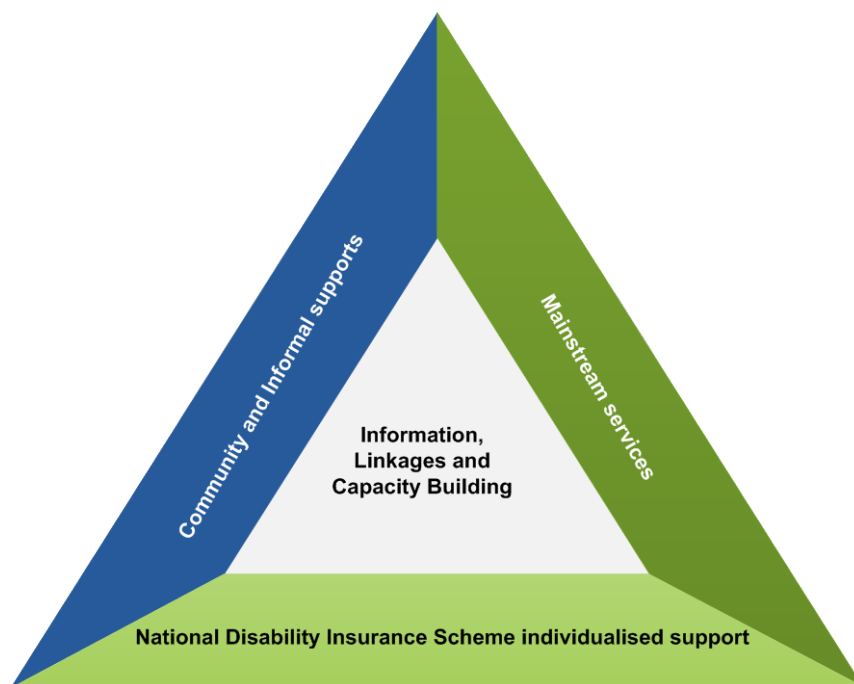 Community and Informal supports
Mainstream services
Information,
Linkages and
Capacity Building
National Disability Insurance Scheme individualised support